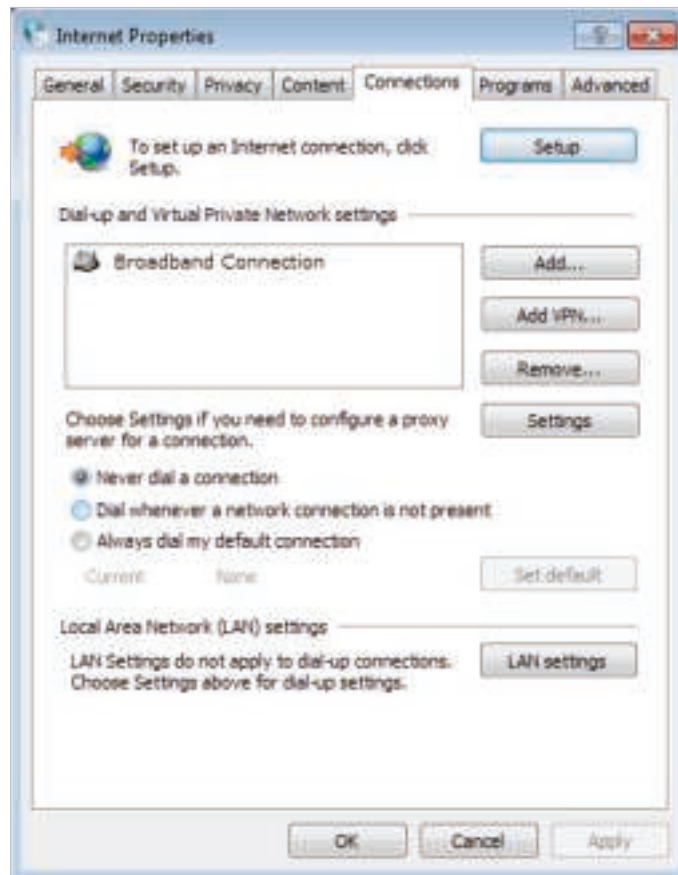 Internet Properties
General Security Privacy Content Connections Programs Advanced
To set up an Internet connection, click
Setup.
Setup
Dial-up and Virtual Private Network settings
Broadband Connection
Add...
Add VPN...
Remove...
Choose Settings if you need to configure a proxy
server for a connection.
Settings
Never dial a connection
Dial whenever a network connection is not present
Always dial my default connection
Current None
Set default
Local Area Network (LAN) settings
LAN Settings do not apply to dial-up connections.
Choose Settings above for dial-up settings.
LAN settings
OK Cancel Apply